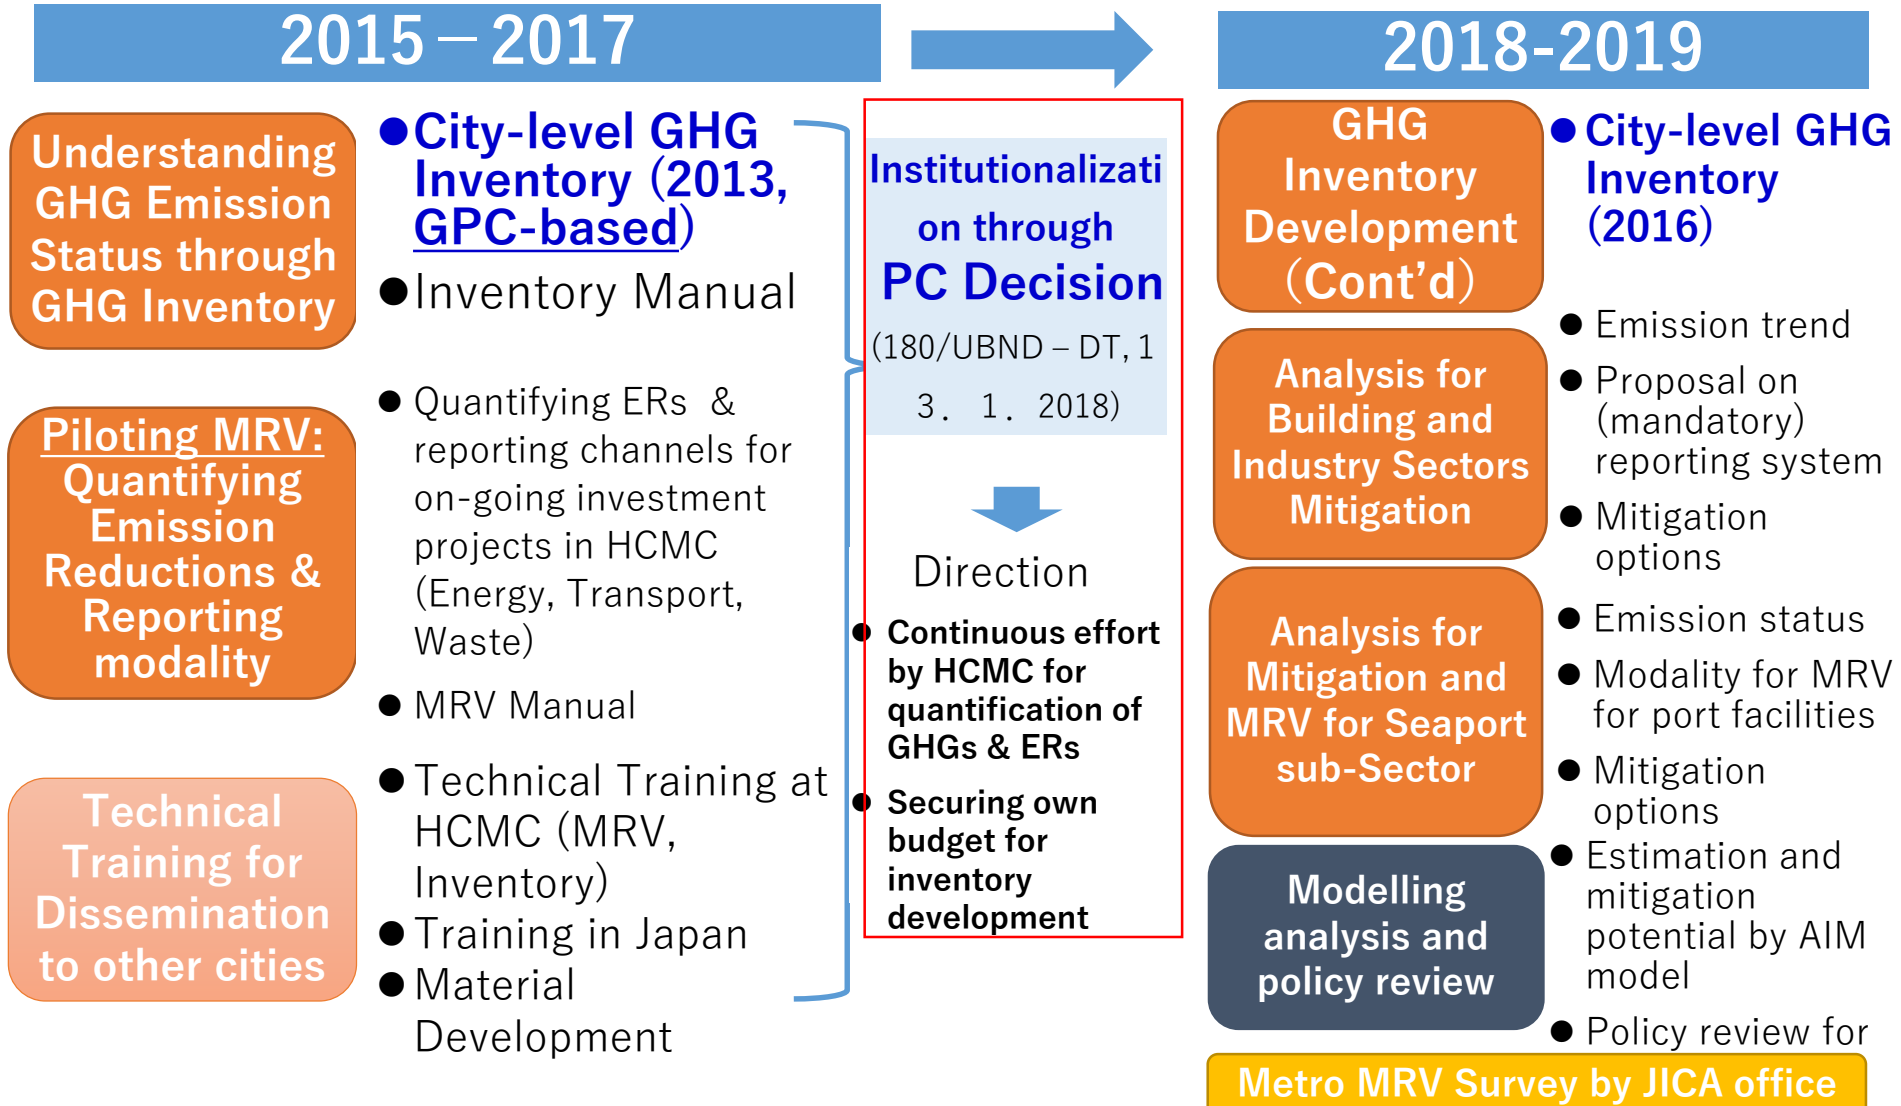 2015－2017
2018-2019
Understanding
GHG Emission
Status through
GHG Inventory
●City-level GHG
Inventory (2013,
GPC-based)
●Inventory Manual
Piloting MRV:
Quantifying
Emission
Reductions &
Reporting
modality
● Quantifying ERs &
reporting channels for
on-going investment
projects in HCMC
(Energy, Transport,
Waste)
● MRV Manual
Technical
Training for
Dissemination
to other cities
● Technical Training at
HCMC (MRV,
Inventory)
● Training in Japan
● Material
Development
Institutionalizati
on through
PC Decision
(180/UBND – DT, 1
3． 1． 2018)
Direction
● Continuous effort
by HCMC for
quantification of
GHGs & ERs
● Securing own
budget for
inventory
development
GHG
Inventory
Development
（Cont’d）
● City-level GHG
Inventory
(2016)
Analysis for
Building and
Industry Sectors
Mitigation
● Emission trend
● Proposal on
(mandatory)
reporting system
● Mitigation
options
Analysis for
Mitigation and
MRV for Seaport
sub-Sector
● Emission status
● Modality for MRV
for port facilities
● Mitigation
options
Modelling
analysis and
policy review
● Estimation and
mitigation
potential by AIM
model
● Policy review for
Metro MRV Survey by JICA office